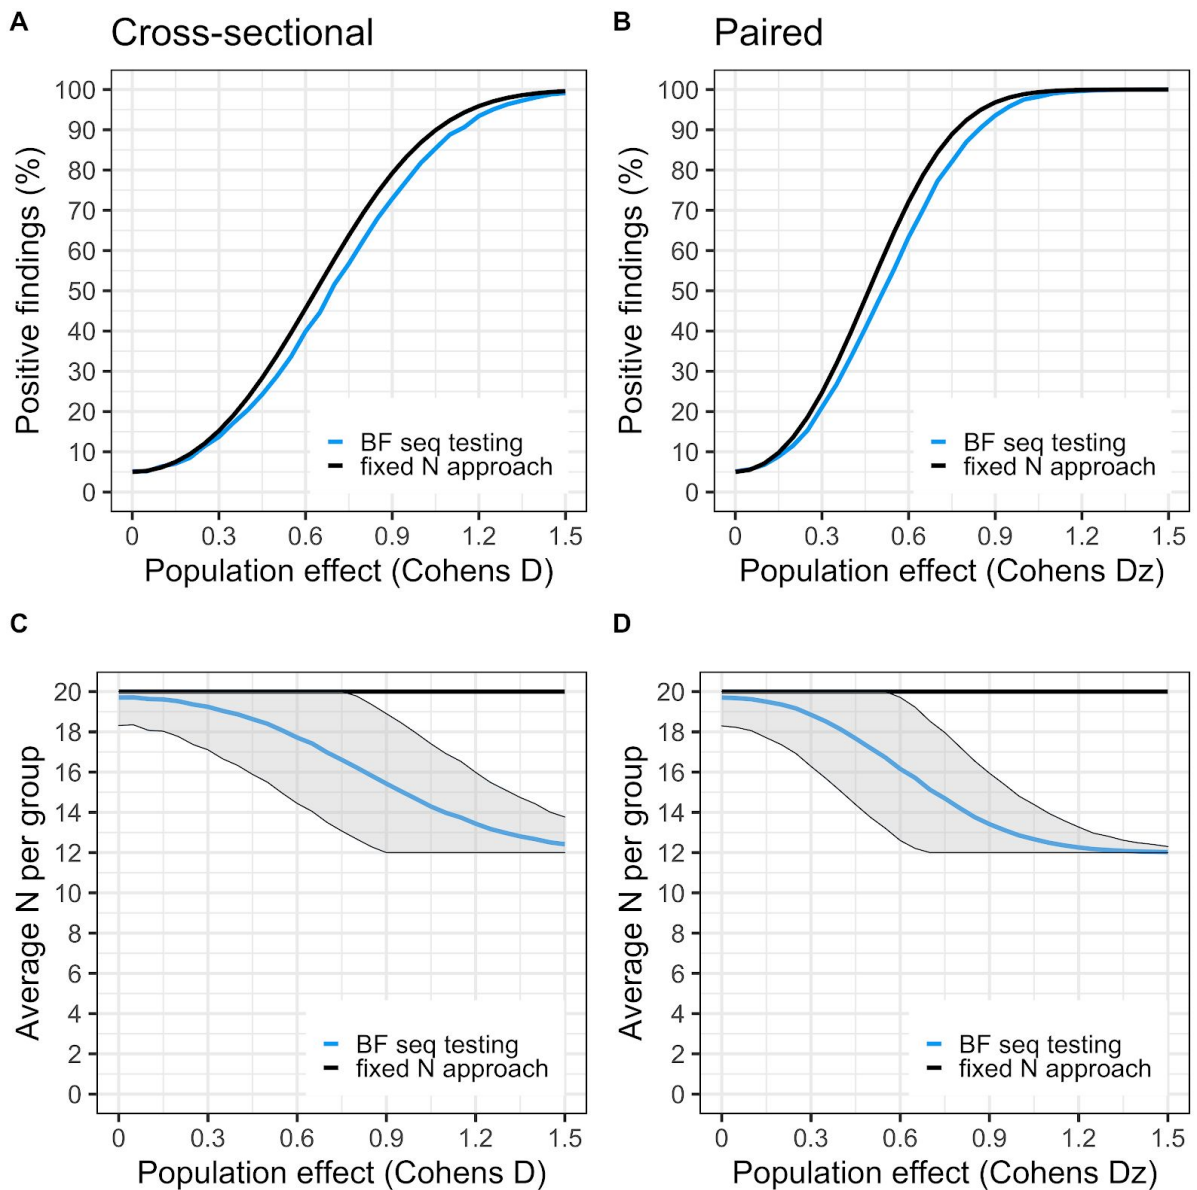 A
Cross-sectional
Positive findings (%)
100
90
80
70
60
50
40
30
20
10
0
BF seq testing
fixed N approach
0 0.3 0.6 0.9 1.2 1.5
Population effect (Cohens D)
B
Paired
Positive findings (%)
100
90
80
70
60
50
40
30
20
10
0
BF seq testing
fixed N approach
0 0.3 0.6 0.9 1.2 1.5
Population effect (Cohens Dz)
C
Average N per group
20
18
16
14
12
10
8
6
4
2
0
BF seq testing
fixed N approach
0 0.3 0.6 0.9 1.2 1.5
Population effect (Cohens D)
D
Average N per group
20
18
16
14
12
10
8
6
4
2
0
BF seq testing
fixed N approach
0 0.3 0.6 0.9 1.2 1.5
Population effect (Cohens Dz)